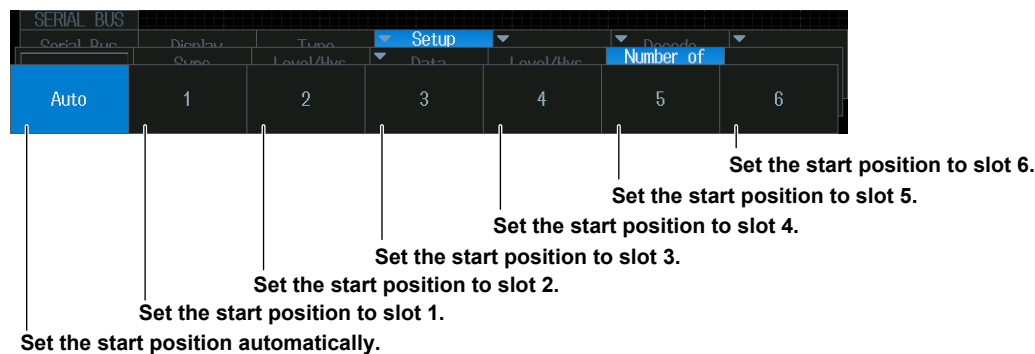 SERIAL BUS
Serial Bus Display Type Setup Decode
Sync Level/Hys Data Level/Hys Number of
Auto 1 2 3 4 5 6
Set the start position to slot 6.
Set the start position to slot 5.
Set the start position to slot 4.
Set the start position to slot 3.
Set the start position to slot 2.
Set the start position to slot 1.
Set the start position automatically.